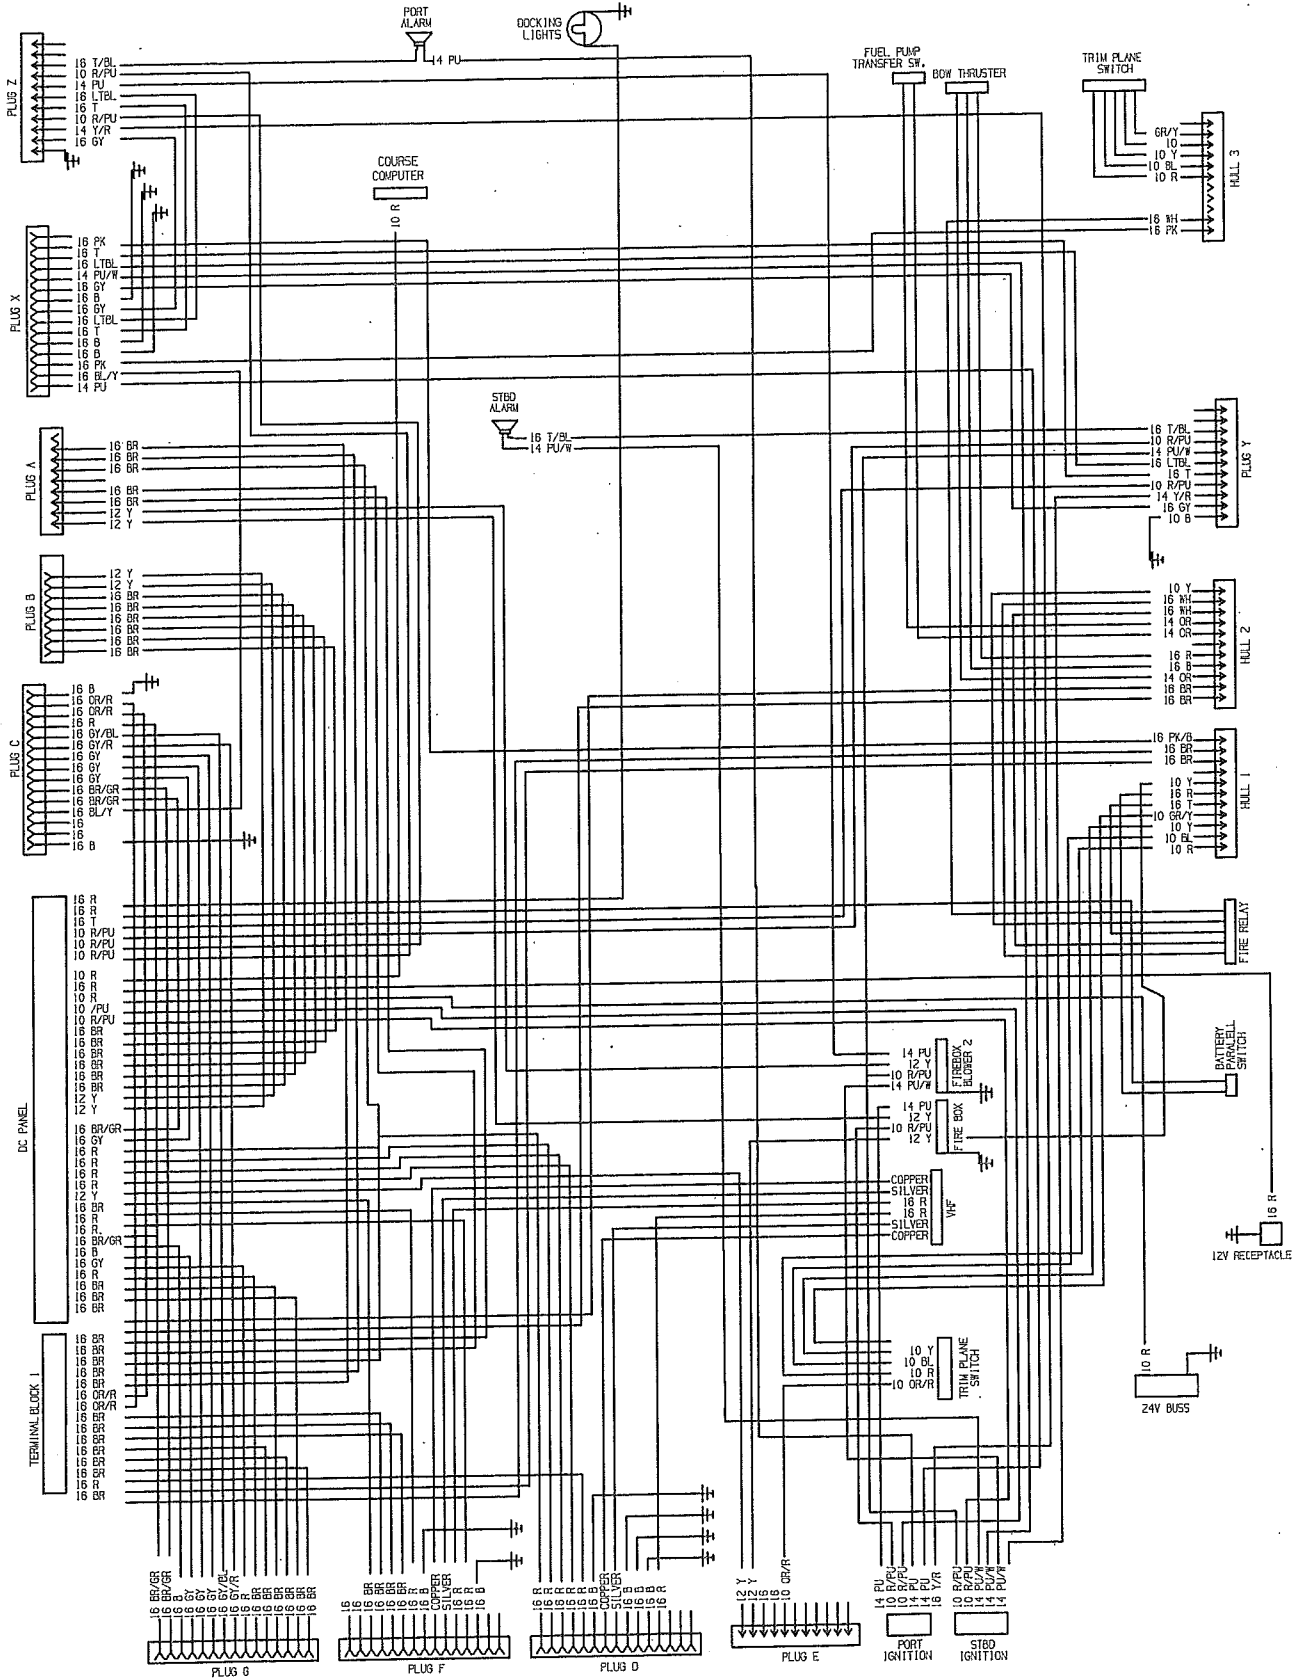 PORT
ALARM
14 PU
DOCKING
LIGHTS
FUEL PUMP
TRANSFER SW.
BOW THRUSTER
TRIM PLANE
SWITCH
PLUG Z
16 T/BL
10 R/PU
14 PU
16 LTBL
16 T
10 R/PU
14 Y/R
16 GY
COURSE
COMPUTER
10 R
GR/Y
10
10 Y
10 BL
10 R
16 WH
16 PK
HULL 3
PLUG X
16 PK
16 T
16 LTBL
14 PU/W
16 GY
16 B
16 GY
16 LTBL
16 T
16 B
16 B
16 PK
16 BL/Y
14 PU
STBD
ALARM
16 T/BL
14 PU/W
PLUG A
16 BR
16 BR
16 BR
16 BR
16 BR
12 Y
12 Y
16 T/BL
10 R/PU
14 PU/W
16 LTBL
16 T
10 R/PU
14 Y/R
16 GY
10 B
PLUG Y
PLUG B
12 Y
12 Y
16 BR
16 BR
16 BR
16 BR
16 BR
16 BR
10 Y
16 WH
16 WH
14 OR
14 OR
16 R
16 B
14 OR
16 BR
16 BR
HULL 2
PLUG C
16 B
16 OR/R
16 OR/R
16 R
16 GY/BL
16 GY/R
16 GY
16 GY
16 GY
16 BR/GR
16 BR/GR
16 BL/Y
16
16
16 B
16 PK/B
16 BR
16 BR
10 Y
16 R
16 T
10 GR/Y
10 Y
10 BL
10 R
HULL 1
DC PANEL
16 R
16 R
16 T
10 R/PU
10 R/PU
10 R/PU
10 R
16 R
10 R
10 /PU
10 R/PU
16 BR
16 BR
16 BR
16 BR
16 BR
16 BR
12 Y
12 Y
16 BR/GR
16 GY
16 R
16 R
16 R
16 R
12 Y
16 BR
16 R
16 R
16 BR/GR
16 B
16 GY
16 R
16 BR
16 BR
16 BR
FIRE RELAY
BATTERY
PARALELL
SWITCH
14 PU
12 Y
10 R/PU
14 PU/W
FIREBOX
BLOWER 2
14 PU
12 Y
10 R/PU
12 Y
FIRE BOX
COPPER
SILVER
16 R
16 R
SILVER
COPPER
VHF
16 R
12V RECEPTACLE
TERMINAL BLOCK 1
16 BR
16 BR
16 BR
16 BR
16 BR
16 OR/R
16 OR/R
16 BR
16 BR
16 BR
16 BR
16 BR
16 BR
16 R
16 BR
10 Y
10 BL
10 R
10 OR/R
TRIM PLANE
SWITCH
10 R
24V BUSS
16 BR/GR
16 BR/GR
16 B
16 GY
16 GY
16 GY
16 GY/BL
16 GY/R
16 R
16 BR
16 BR
16 BR
16 BR
16 BR
16 BR
PLUG G
16
16
16 BR
16 BR
16 BR
16 BR
16 R
16 B
COPPER
SILVER
16 R
16 R
16 B
PLUG F
16 R
16 R
16 R
16 R
16 R
COPPER
SILVER
16 B
16 B
16 B
16 R
PLUG D
12 Y
12 Y
16
16
10 OR/R
PLUG E
14 PU
10 R/PU
10 R/PU
14 PU
14 PU
16 Y/R
PORT
IGNITION
10 R/PU
10 R/PU
14 PU/W
14 PU/W
14 PU/W
STBD
IGNITION